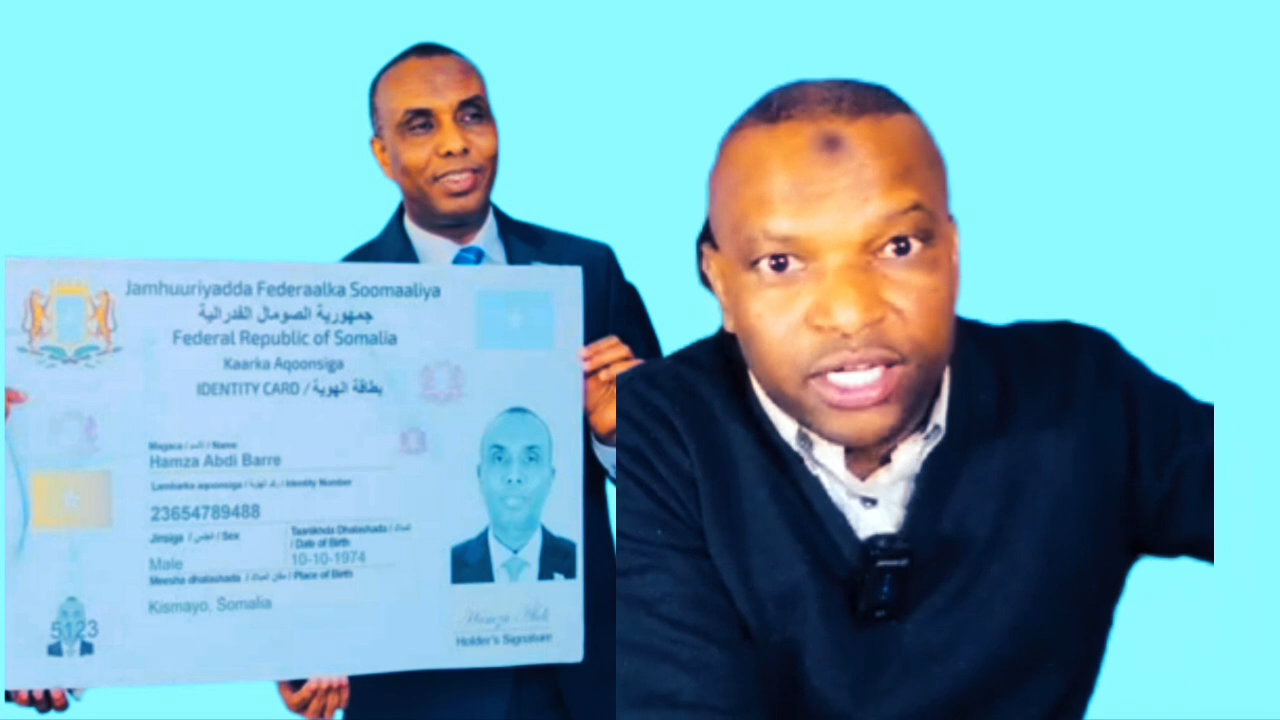 Jamhuuriyadda Federaalka Soomaaliya
جمهورية الصومال الفدرالية
Federal Republic of Somalia
Kaarka Aqoonsiga
IDENTITY CARD / بطاقة الهوية
Magaca / الاسم / Name
Hamza Abdi Barre
Lambarka aqoonsiga / رقم الهوية / Identity Number
23654789488
Jinsiga / الجنس / Sex
Taariikhda Dhalashada /
/ Date of Birth
Male
10-10-1974
Meesha dhalashada / مكان الميلاد / Place of Birth
Kismayo, Somalia
5123
Hamza Abdi
Holder's Signature